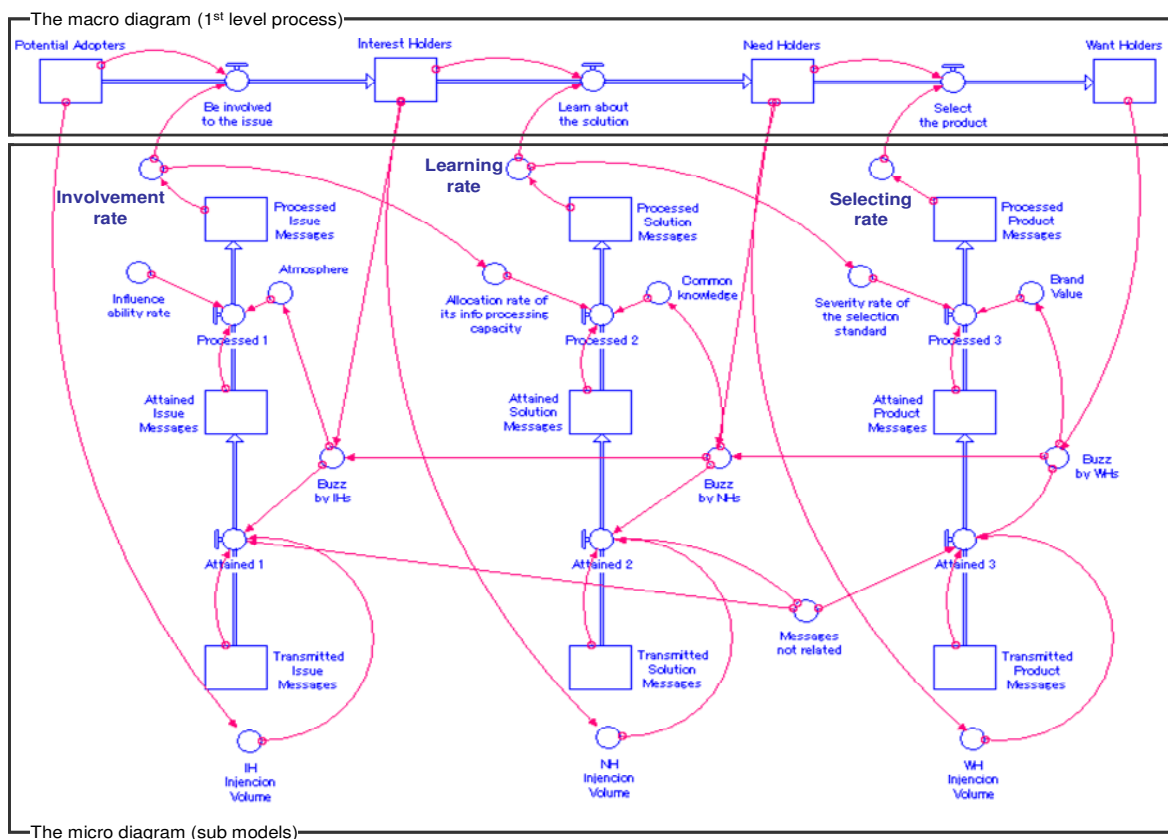 The macro diagram (1st level process)
Potential Adopters
Interest Holders
Need Holders
Want Holders
Be involved
to the issue
Learn about
the solution
Select
the product
Involvement
rate
Learning
rate
Selecting
rate
Processed
Issue
Messages
Processed
Solution
Messages
Processed
Product
Messages
Influence
ability rate
Atmosphere
Allocation rate of
its info processing
capacity
Common
knowledge
Severity rate of
the selection
standard
Brand
Value
Processed 1
Processed 2
Processed 3
Attained
Issue
Messages
Attained
Solution
Messages
Attained
Product
Messages
Buzz
by IHs
Buzz
by NHs
Buzz
by WHs
Attained 1
Attained 2
Attained 3
Messages
not related
Transmitted
Issue
Messages
Transmitted
Solution
Messages
Transmitted
Product
Messages
IH
Injencion
Volume
NH
Injencion
Volume
WH
Injencion
Volume
The micro diagram (sub models)